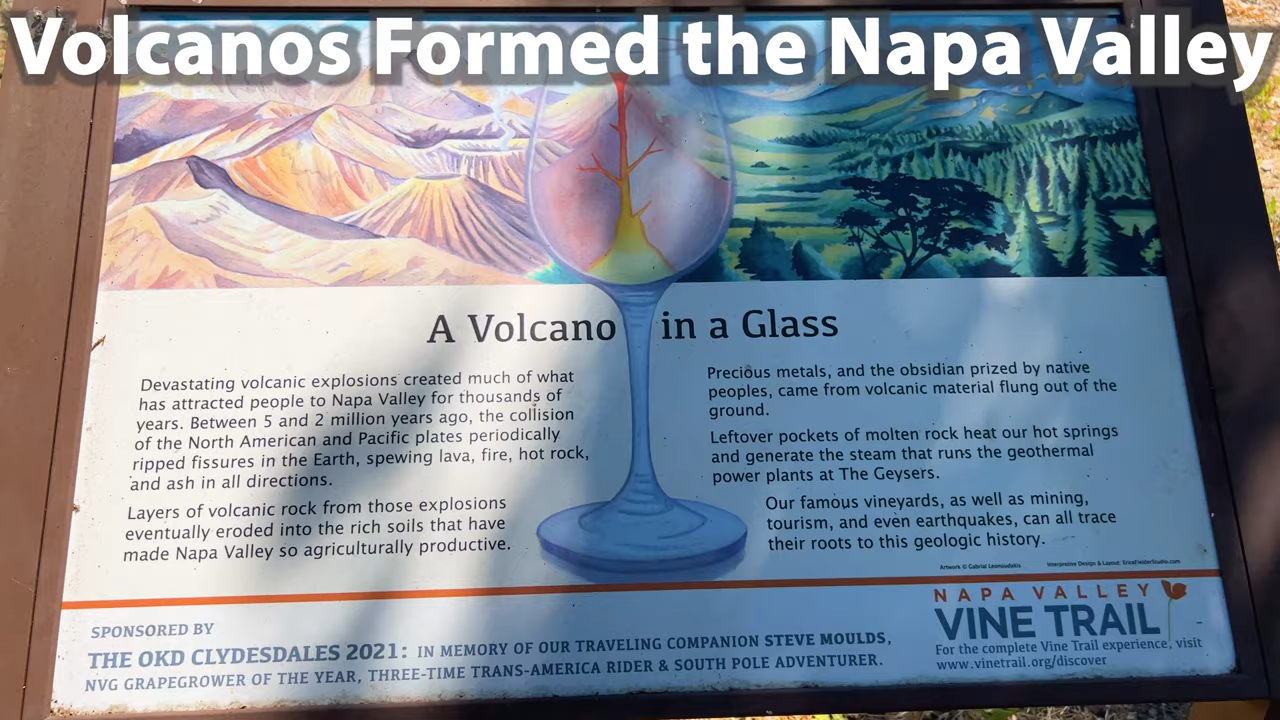 Volcanos Formed the Napa Valley
A Volcano in a Glass
Devastating volcanic explosions created much of what
has attracted people to Napa Valley for thousands of
years. Between 5 and 2 million years ago, the collision
of the North American and Pacific plates periodically
ripped fissures in the Earth, spewing lava, fire, hot rock,
and ash in all directions.
Layers of volcanic rock from those explosions
eventually eroded into the rich soils that have
made Napa Valley so agriculturally productive.
Precious metals, and the obsidian prized by native
peoples, came from volcanic material flung out of the
ground.
Leftover pockets of molten rock heat our hot springs
and generate the steam that runs the geothermal
power plants at The Geysers.
Our famous vineyards, as well as mining,
tourism, and even earthquakes, can all trace
their roots to this geologic history.
Artwork © Gabriel Leonoudakis
Interpretive Design & Layout: EricaFielderStudio.com
SPONSORED BY
THE OKD CLYDESDALES 2021: IN MEMORY OF OUR TRAVELING COMPANION STEVE MOULDS,
NVG GRAPEGROWER OF THE YEAR, THREE-TIME TRANS-AMERICA RIDER & SOUTH POLE ADVENTURER.
NAPA VALLEY
VINE TRAIL
For the complete Vine Trail experience, visit
www.vinetrail.org/discover